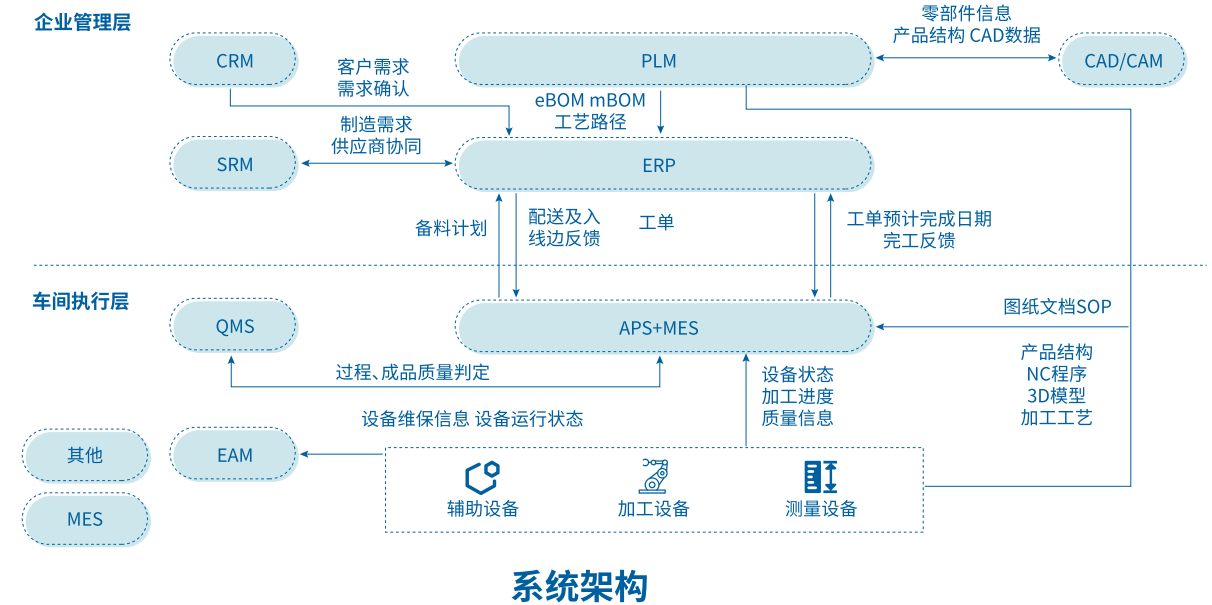 企业管理层
零部件信息
产品结构 CAD数据
CRM
客户需求
需求确认
PLM
CAD/CAM
eBOM mBOM
工艺路径
制造需求
供应商协同
SRM
ERP
备料计划
配送及入
线边反馈
工单
工单预计完成日期
完工反馈
车间执行层
QMS
APS+MES
图纸文档SOP
过程、成品质量判定
设备状态
加工进度
质量信息
产品结构
NC程序
3D模型
加工工艺
设备维保信息 设备运行状态
其他
EAM
辅助设备
加工设备
测量设备
MES
系统架构